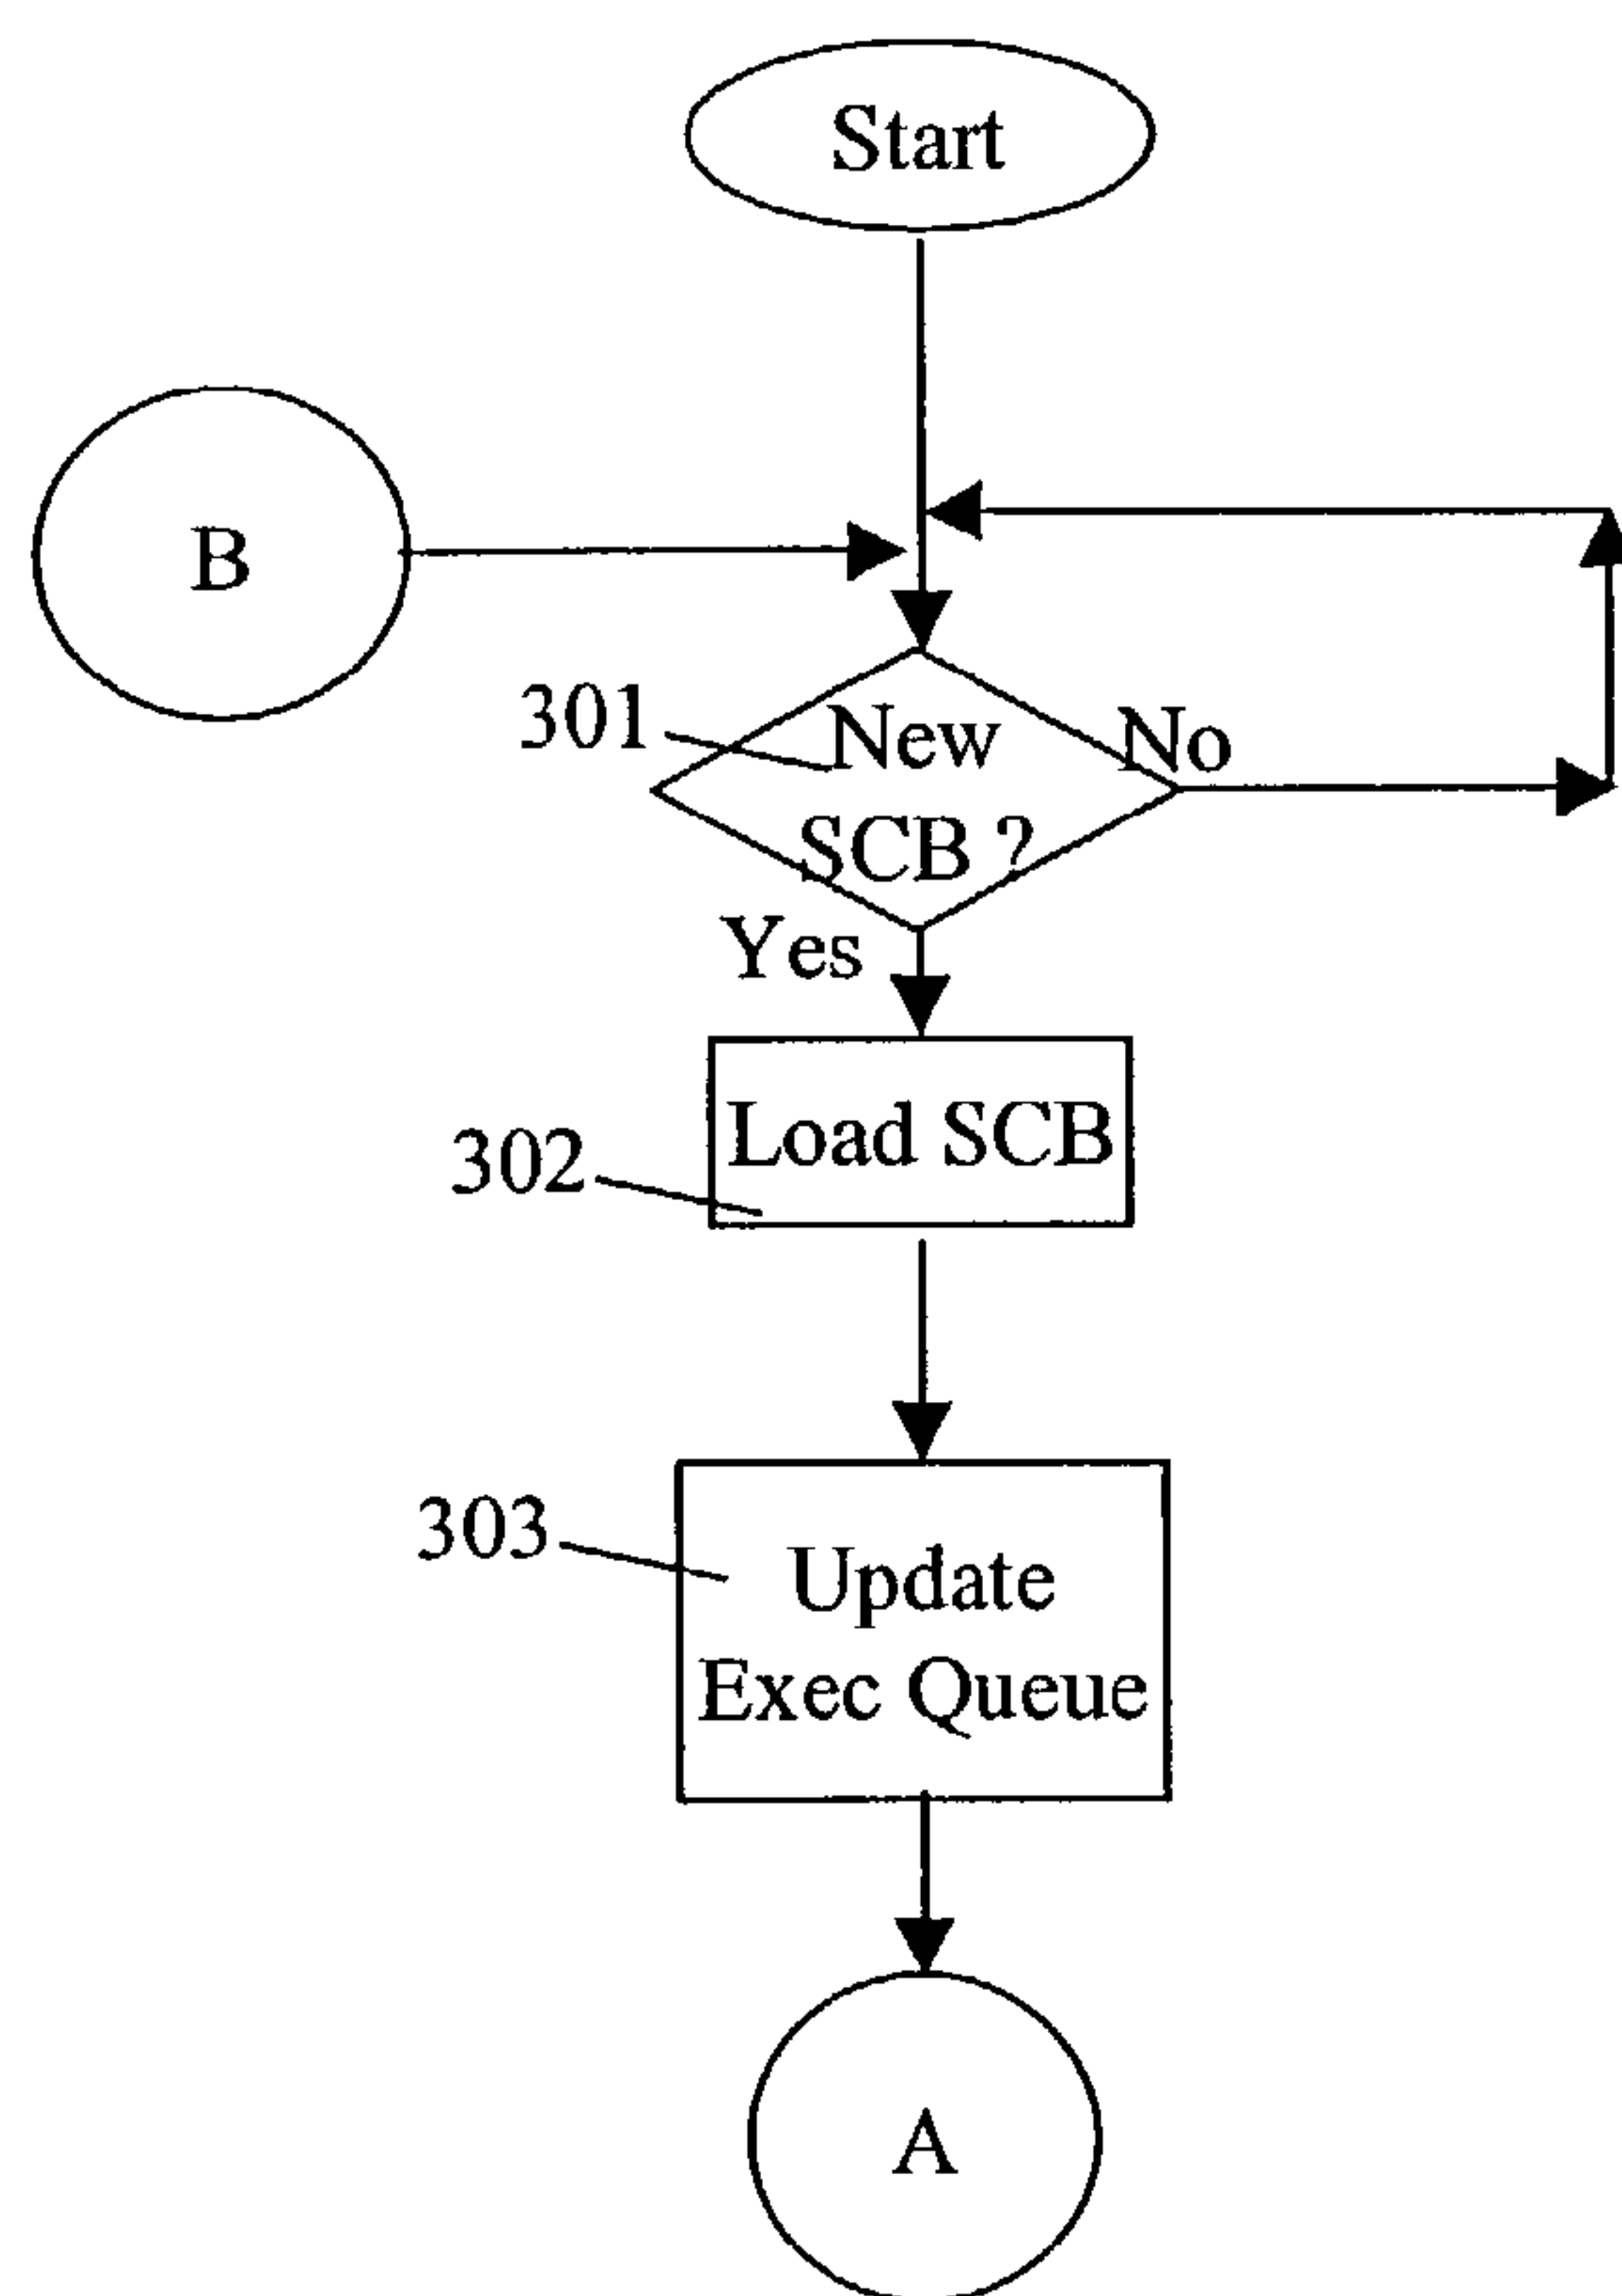 Start
B
301
New
No
SCB ?
Yes
Load SCB
302
303
Update
Exec Queue
A